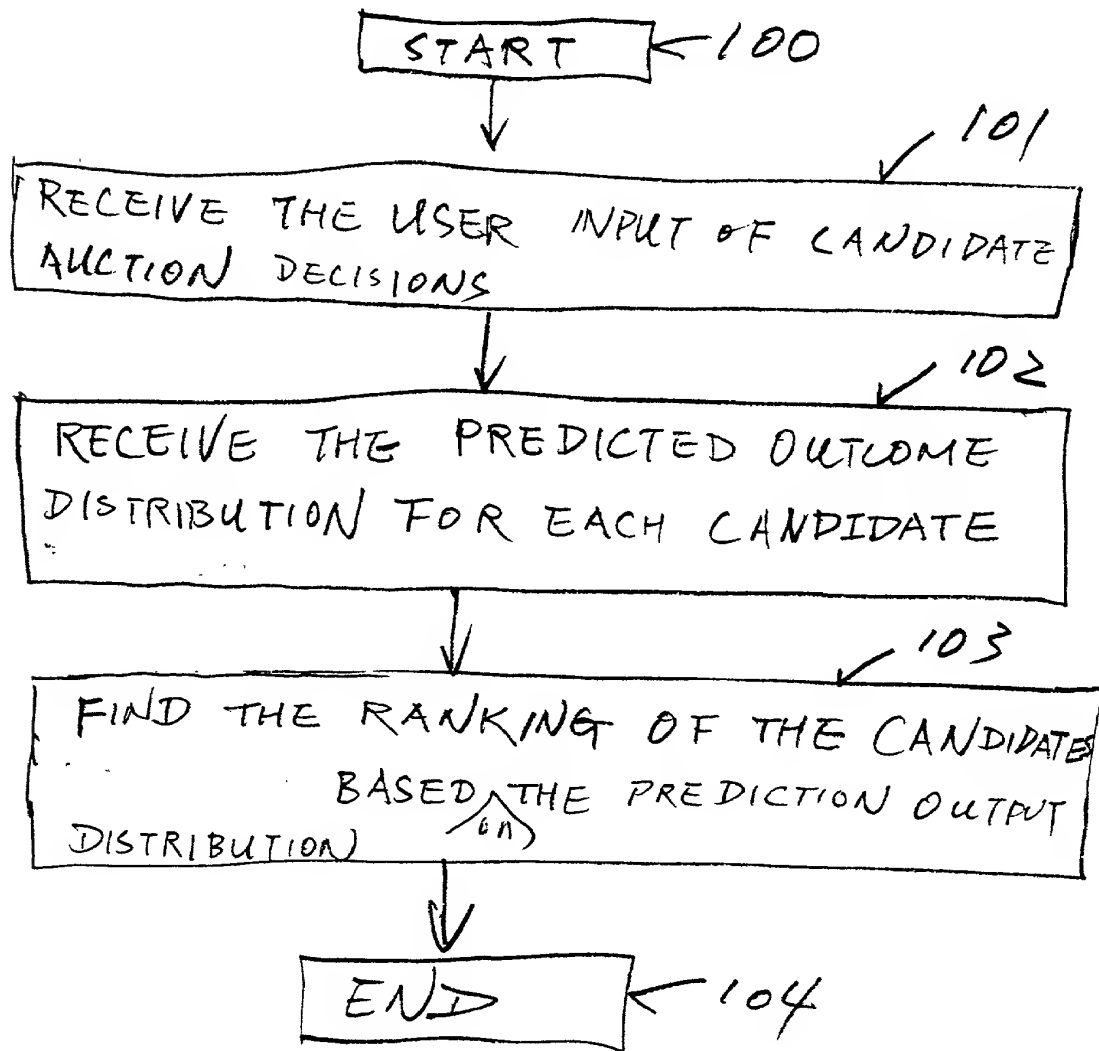 START 100
101
RECEIVE THE USER INPUT OF CANDIDATE
AUCTION DECISIONS
102
RECEIVE THE PREDICTED OUTCOME
DISTRIBUTION FOR EACH CANDIDATE
103
FIND THE RANKING OF THE CANDIDATES
BASED on THE PREDICTION OUTPUT
DISTRIBUTION
END 104